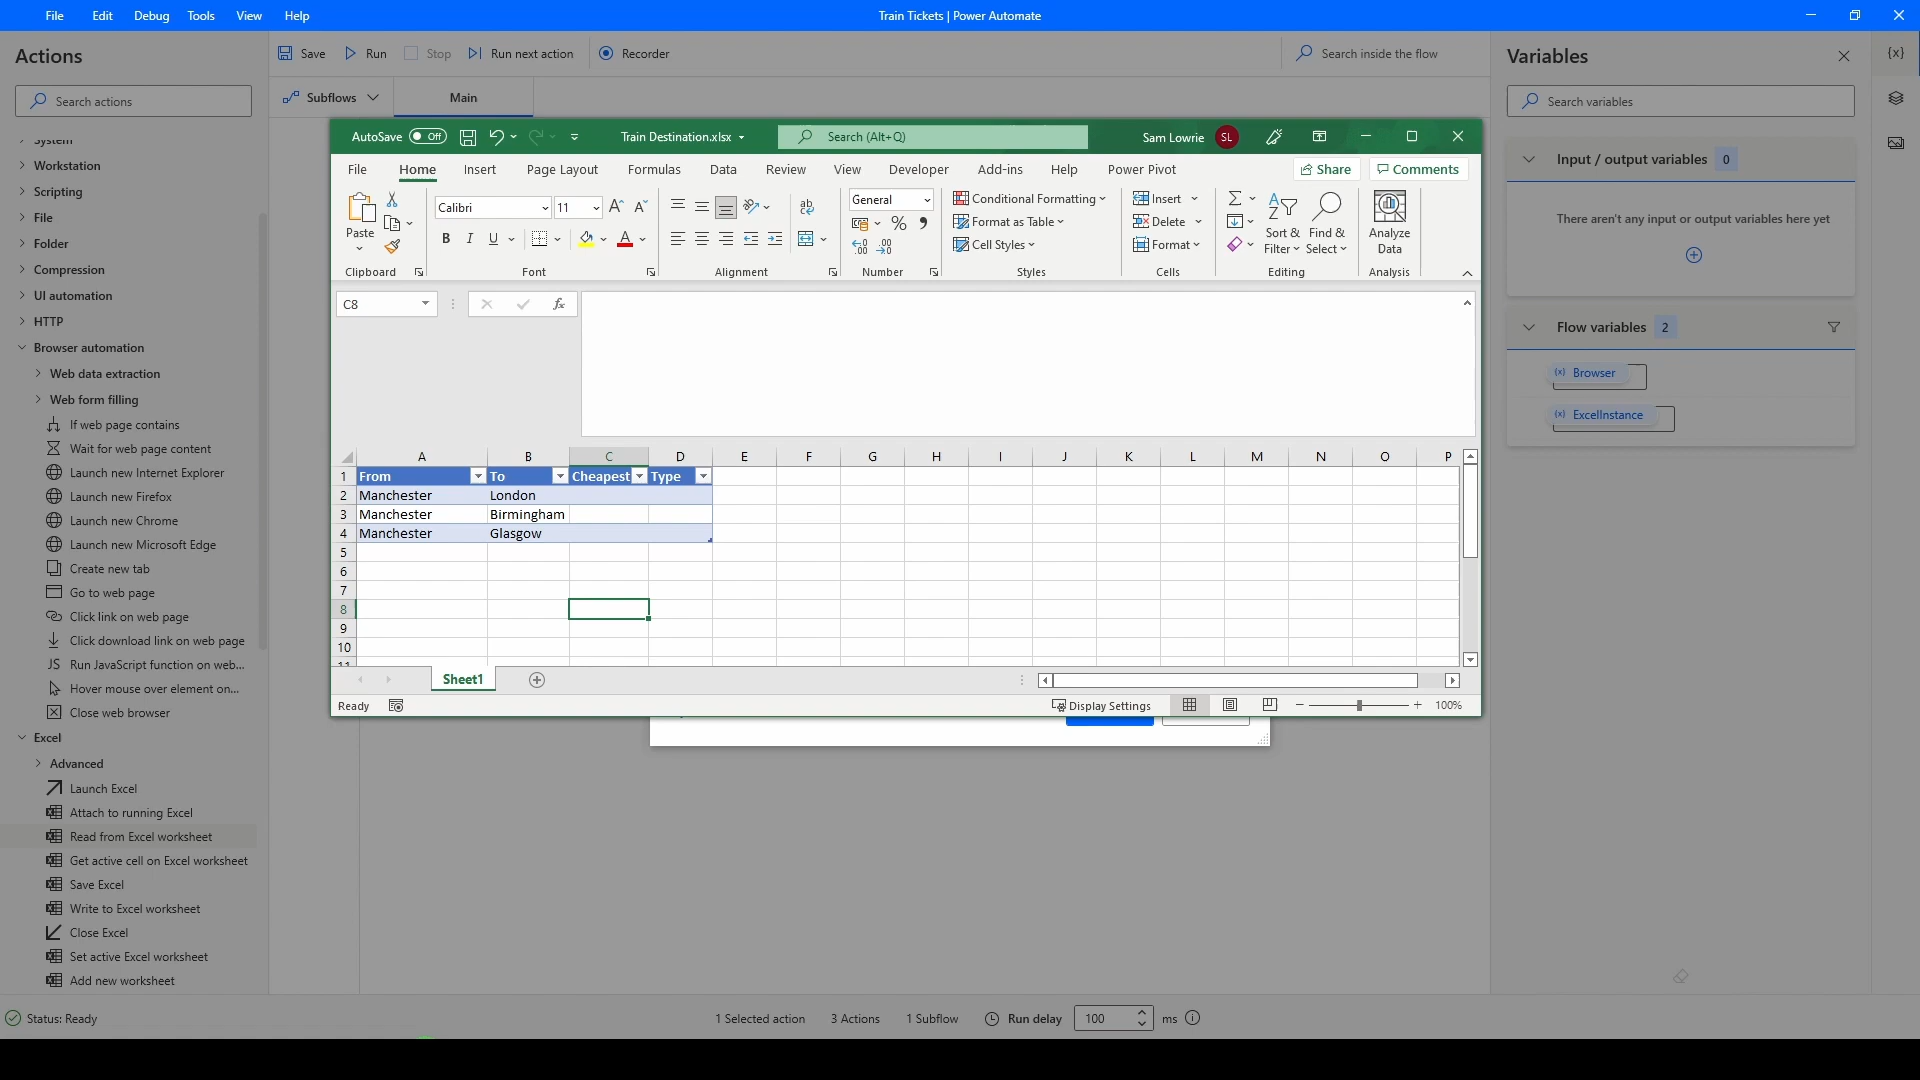 File Edit Debug Tools View Help Train Tickets | Power Automate
Actions
Save Run Stop Run next action Recorder Search inside the flow
Variables
{x}
Search actions
Subflows Main
Search variables
System
Workstation
Scripting
File
Folder
Compression
UI automation
HTTP
Browser automation
Web data extraction
Web form filling
If web page contains
Wait for web page content
Launch new Internet Explorer
Launch new Firefox
Launch new Chrome
Launch new Microsoft Edge
Create new tab
Go to web page
Click link on web page
Click download link on web page
JS Run JavaScript function on web...
Hover mouse over element on...
Close web browser
Excel
Advanced
Launch Excel
Attach to running Excel
Read from Excel worksheet
Get active cell on Excel worksheet
Save Excel
Write to Excel worksheet
Close Excel
Set active Excel worksheet
Add new worksheet
AutoSave Off Train Destination.xlsx Search (Alt+Q) Sam Lowrie SL
File Home Insert Page Layout Formulas Data Review View Developer Add-ins Help Power Pivot Share Comments
Paste
Clipboard
Calibri 11
B I U A
Font
ab
Alignment
General
% 9
Number
Conditional Formatting
Format as Table
Cell Styles
Styles
Insert
Delete
Format
Cells
Sort & Filter
Find & Select
Editing
Analyze Data
Analysis
C8 fx
A B C D E F G H I J K L M N O P
1 From To Cheapest Type
2 Manchester London
3 Manchester Birmingham
4 Manchester Glasgow
5
6
7
8
9
10
11
Sheet1
Ready Display Settings 100%
Input / output variables 0
There aren't any input or output variables here yet
Flow variables 2
{x} Browser
{x} ExcelInstance
Status: Ready 1 Selected action 3 Actions 1 Subflow Run delay 100 ms